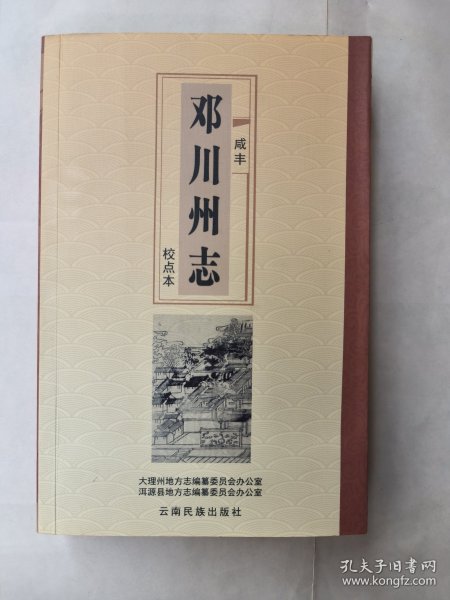 咸丰
邓川州志
校点本
大理州地方志编纂委员会办公室
洱源县地方志编纂委员会办公室
云南民族出版社
孔夫子旧书网
www.kongfz.com